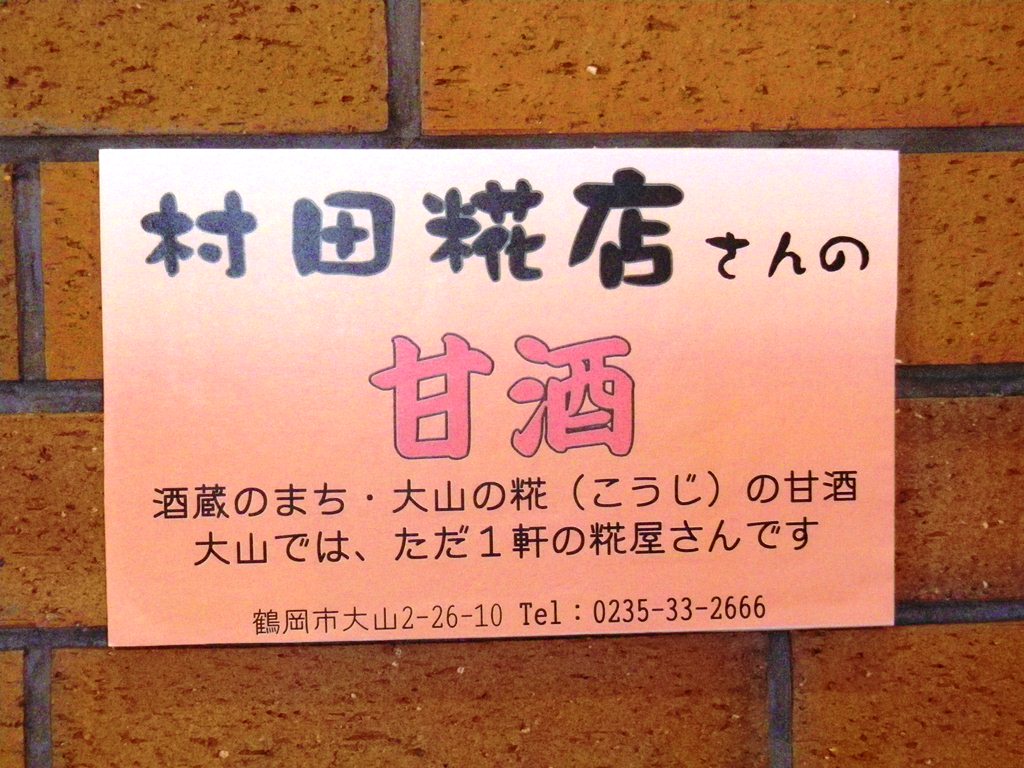 村田糀店さんの
甘酒
酒蔵のまち・大山の糀（こうじ）の甘酒
大山では、ただ１軒の糀屋さんです
鶴岡市大山2-26-10 Tel：0235-33-2666